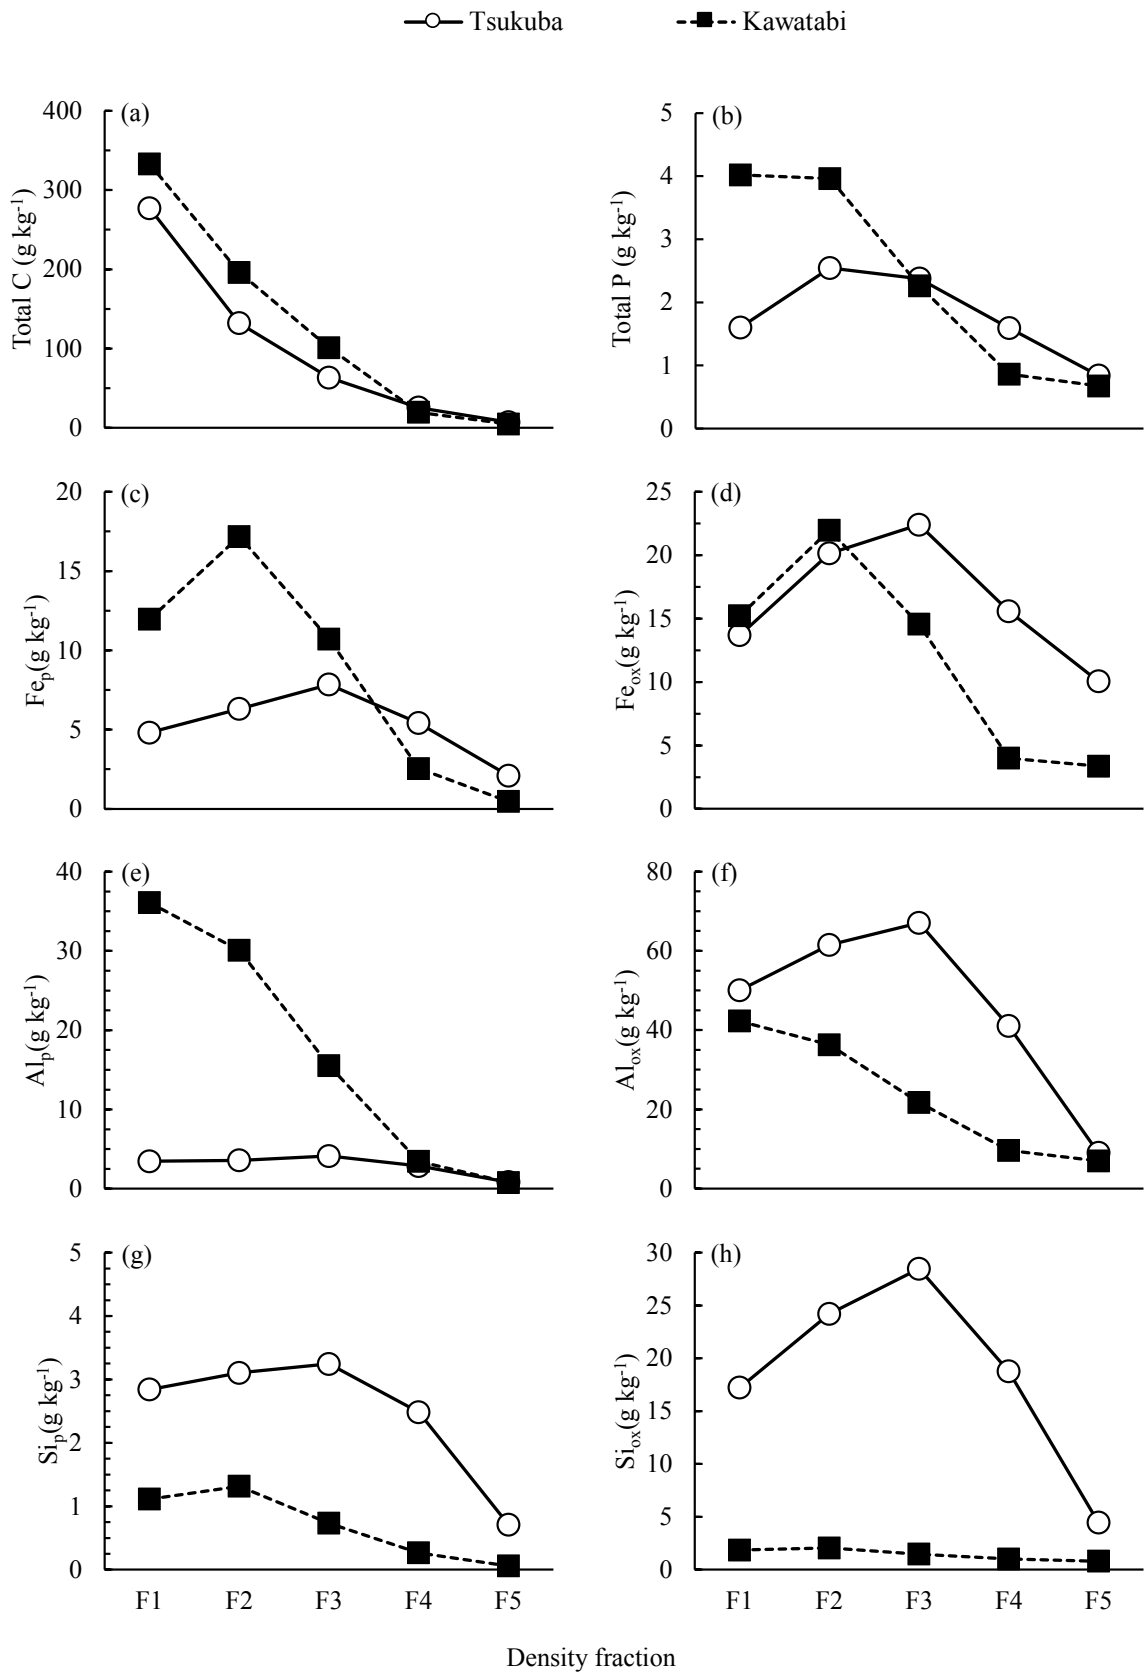 Tsukuba Kawatabi
(a)
400
300
200
100
0
Total C (g kg⁻¹)
(b)
5
4
3
2
1
0
Total P (g kg⁻¹)
(c)
20
15
10
5
0
Feₚ(g kg⁻¹)
(d)
25
20
15
10
5
0
Feₒₓ(g kg⁻¹)
(e)
40
30
20
10
0
Alₚ(g kg⁻¹)
(f)
80
60
40
20
0
Alₒₓ(g kg⁻¹)
(g)
5
4
3
2
1
0
Siₚ(g kg⁻¹)
F1 F2 F3 F4 F5
(h)
30
25
20
15
10
5
0
Siₒₓ(g kg⁻¹)
F1 F2 F3 F4 F5
Density fraction